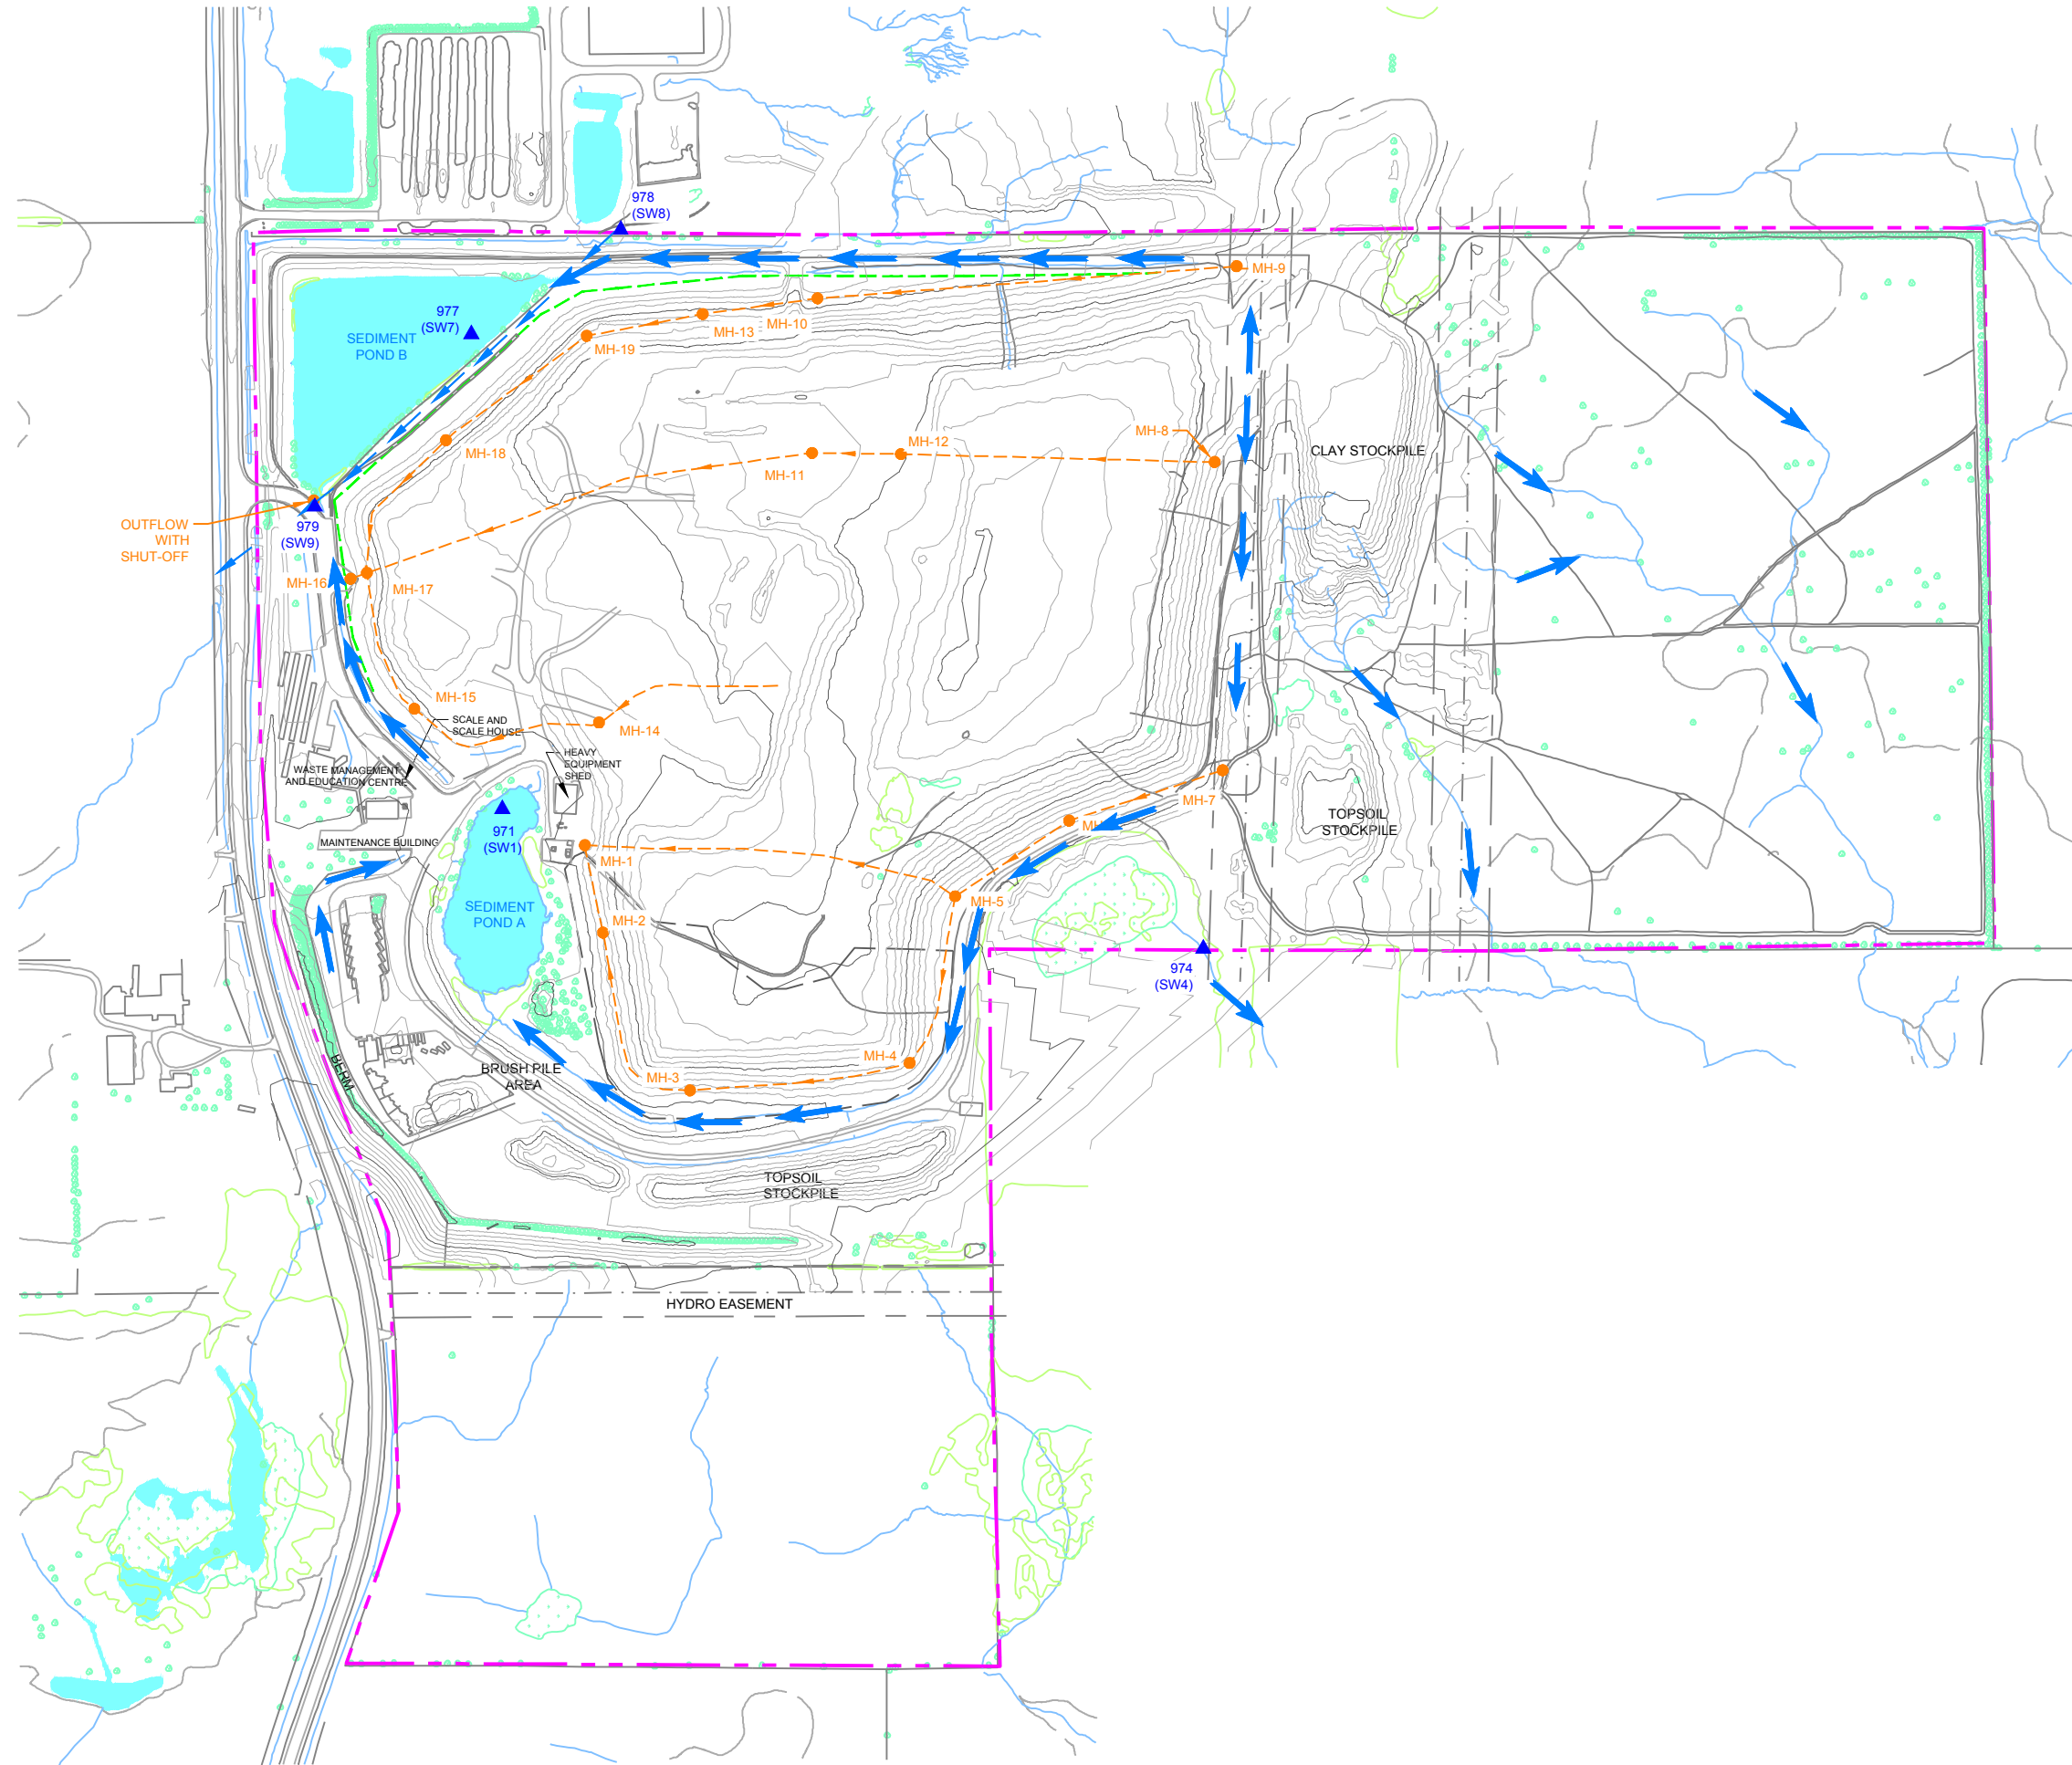 978
(SW8)
MH-9
977
(SW7)
SEDIMENT
POND B
MH-10
MH-13
MH-19
MH-8
MH-12
MH-18
MH-11
CLAY STOCKPILE
OUTFLOW
WITH
SHUT-OFF
979
(SW9)
MH-16
MH-17
MH-15
SCALE AND
SCALE HOUSE
MH-14
HEAVY
EQUIPMENT
SHED
WASTE MANAGEMENT
AND EDUCATION CENTRE
MH-7
TOPSOIL
STOCKPILE
971
(SW1)
MAINTENANCE BUILDING
MH-1
SEDIMENT
POND A
MH-5
MH-2
974
(SW4)
MH-4
BRUSH PILE
AREA
MH-3
BERM
TOPSOIL
STOCKPILE
HYDRO EASEMENT